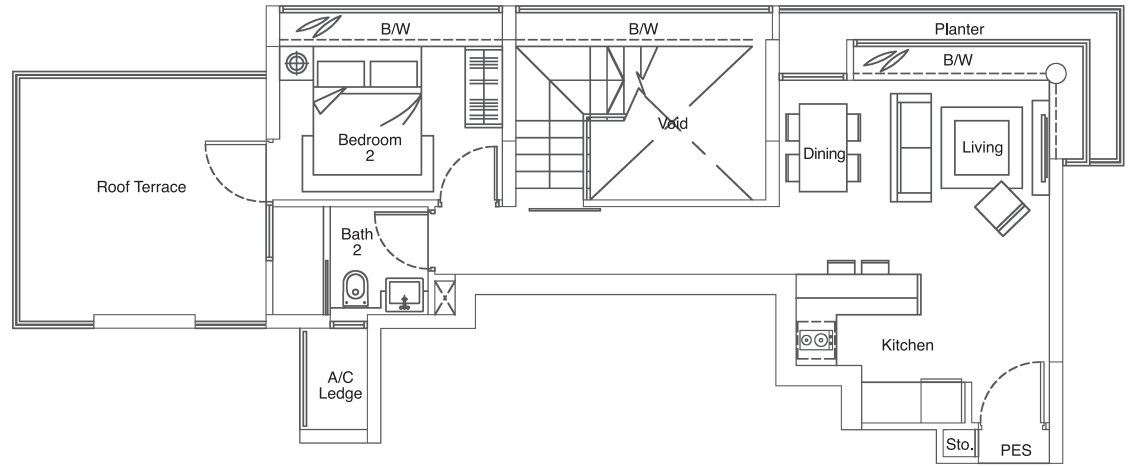 B/W
B/W
Planter
B/W
Void
Bedroom
2
Dining
Living
Roof Terrace
Bath
2
Kitchen
A/C
Ledge
Sto.
PES